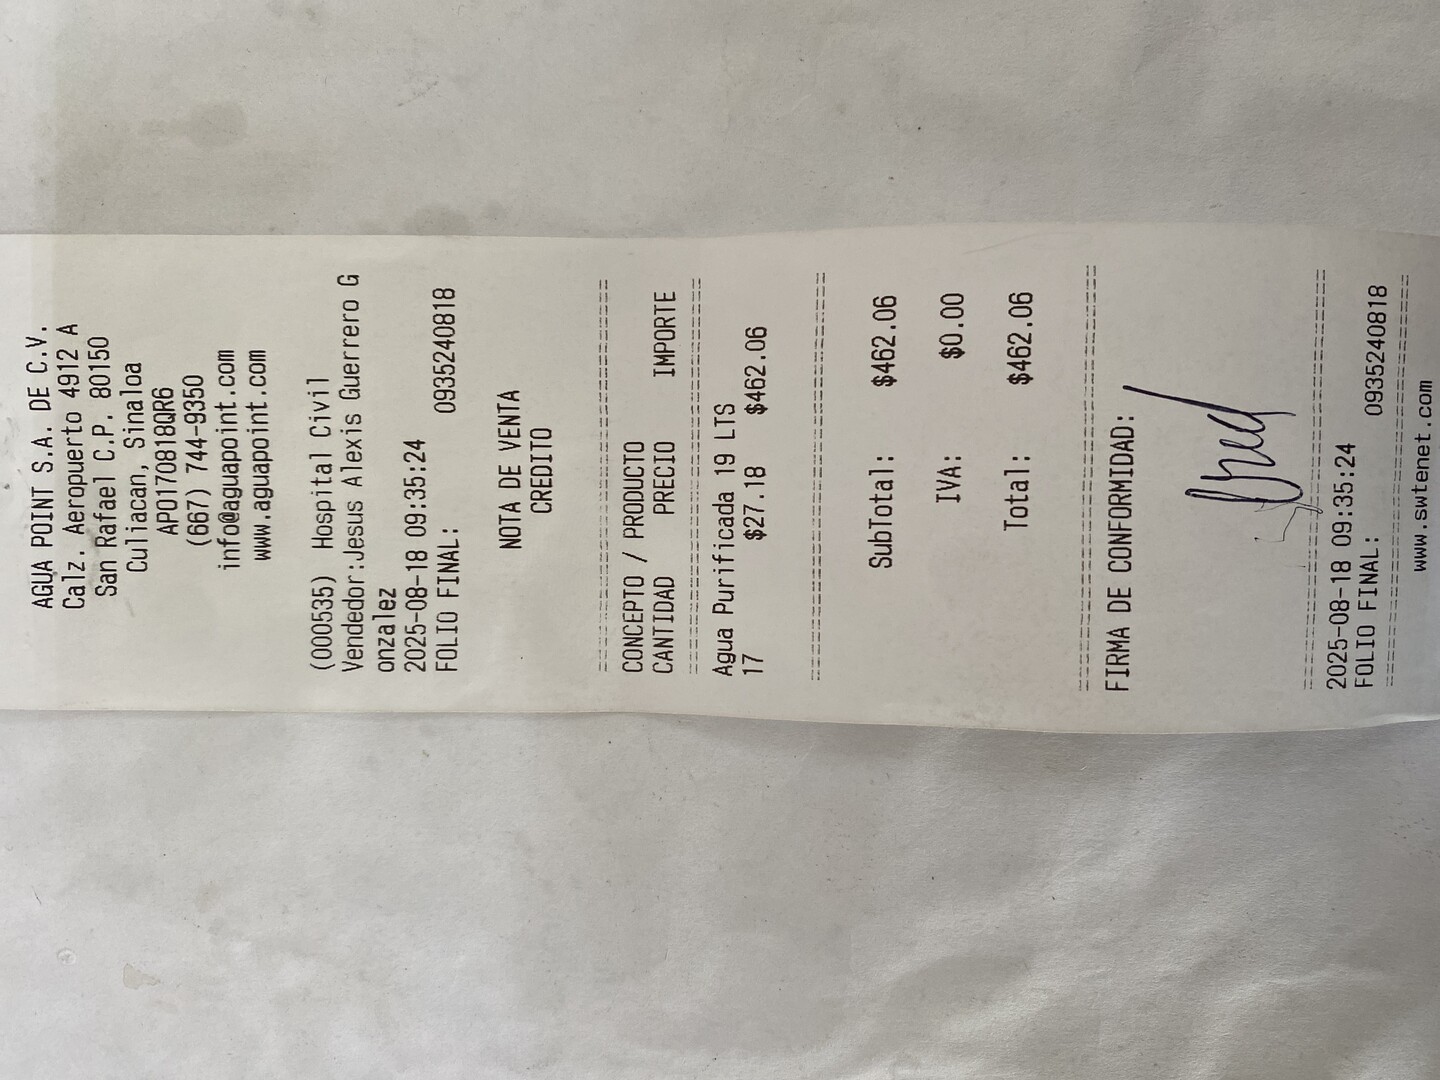 AGUA POINT S.A. DE C.V.
Calz. Aeropuerto 4912 A
San Rafael C.P. 80150
Culiacan, Sinaloa
APO170818QR6
(667) 744-9350
info@aguapoint.com
www.aguapoint.com
(000535) Hospital Civil
Vendedor:Jesus Alexis Guerrero G
onzalez
2025-08-18 09:35:24
FOLIO FINAL: 0935240818
NOTA DE VENTA
CREDITO
CONCEPTO / PRODUCTO
CANTIDAD PRECIO IMPORTE
Agua Purificada 19 LTS
17 $27.18 $462.06
SubTotal: $462.06
IVA: $0.00
Total: $462.06
FIRMA DE CONFORMIDAD:
2025-08-18 09:35:24
FOLIO FINAL: 0935240818
www.swtenet.com